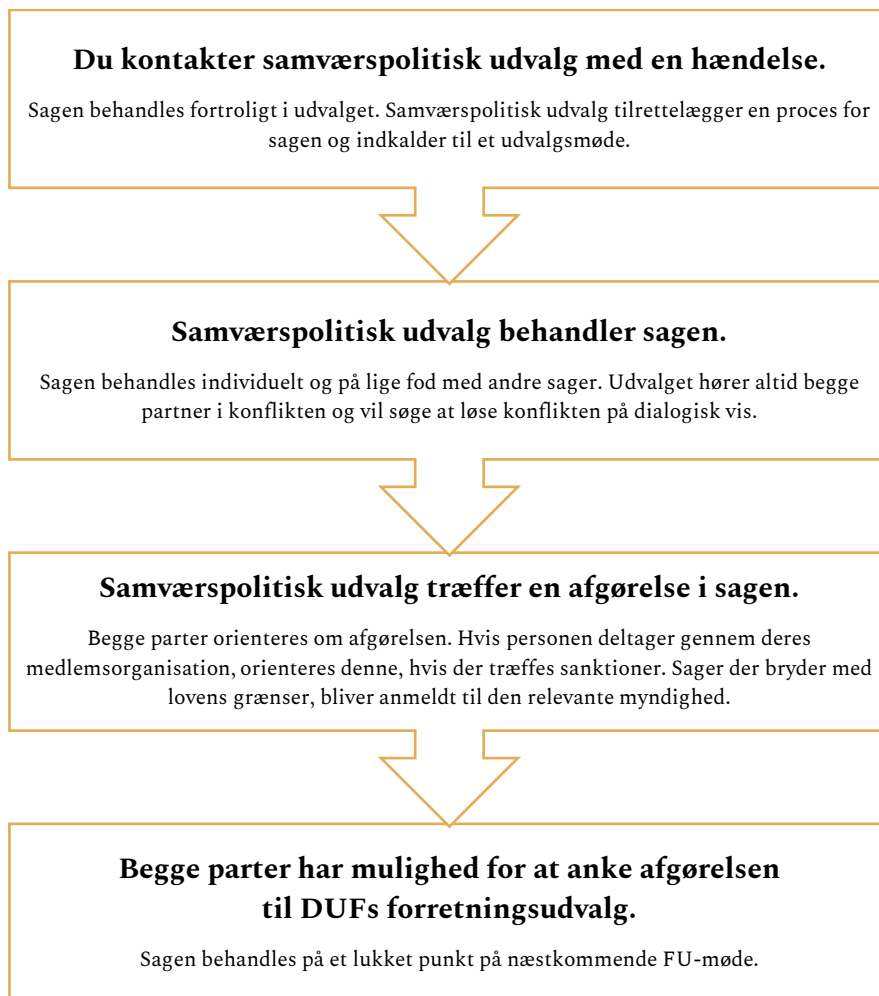 Du kontakter samværspolitisk udvalg med en hændelse.
Sagen behandles fortroligt i udvalget. Samværspolitisk udvalg tilrettelægger en proces for
sagen og indkalder til et udvalgsmøde.
Samværspolitisk udvalg behandler sagen.
Sagen behandles individuelt og på lige fod med andre sager. Udvalget hører altid begge
partner i konflikten og vil søge at løse konflikten på dialogisk vis.
Samværspolitisk udvalg træffer en afgørelse i sagen.
Begge parter orienteres om afgørelsen. Hvis personen deltager gennem deres
medlemsorganisation, orienteres denne, hvis der træffes sanktioner. Sager der bryder med
lovens grænser, bliver anmeldt til den relevante myndighed.
Begge parter har mulighed for at anke afgørelsen
til DUFs forretningsudvalg.
Sagen behandles på et lukket punkt på næstkommende FU-møde.